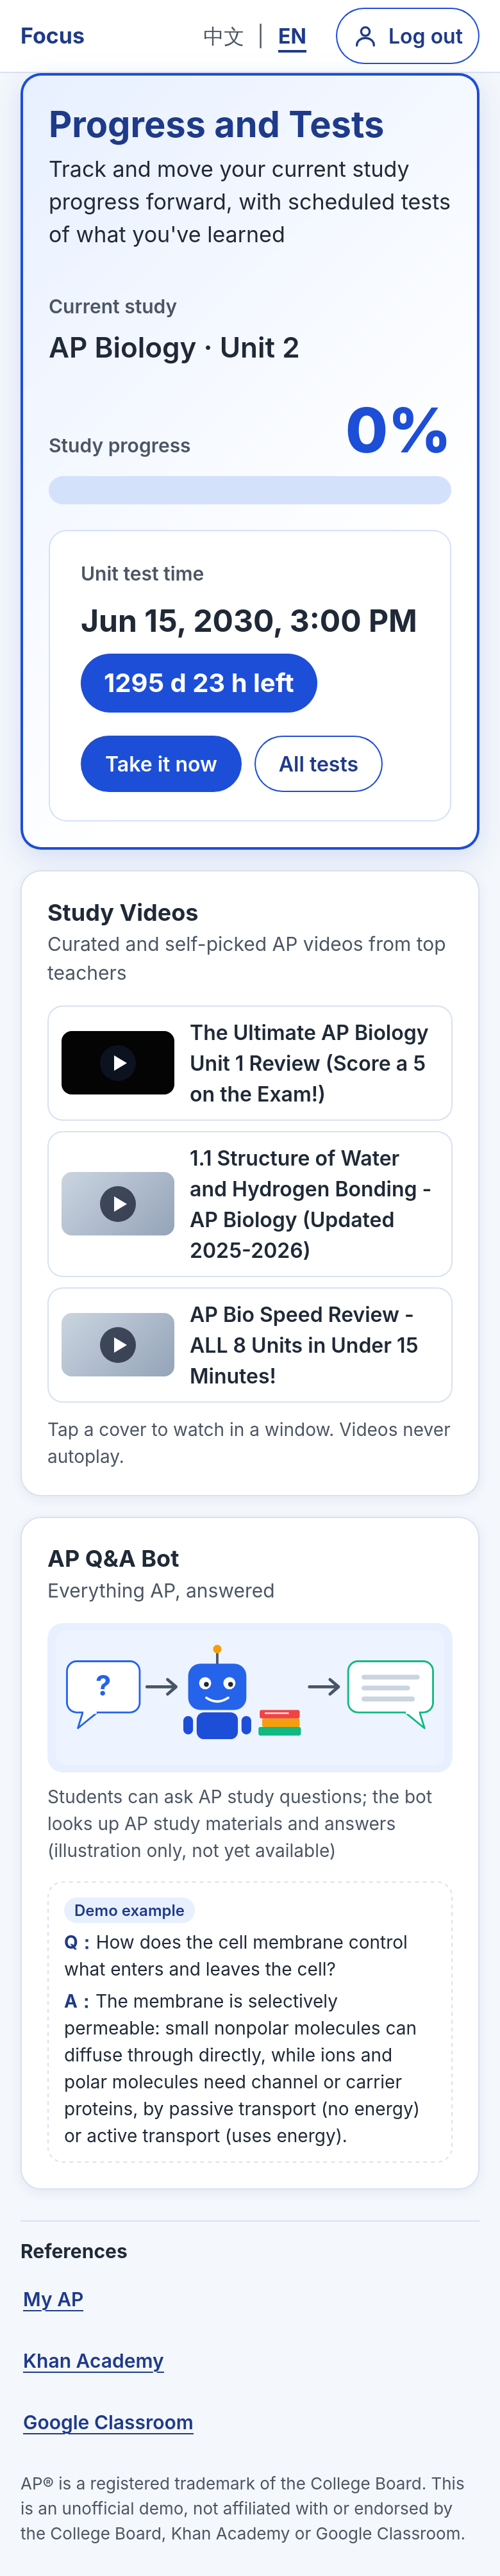 Focus
中文 | EN
Log out
Progress and Tests
Track and move your current study
progress forward, with scheduled tests
of what you've learned
Current study
AP Biology · Unit 2
Study progress
0%
Unit test time
Jun 15, 2030, 3:00 PM
1295 d 23 h left
Take it now
All tests
Study Videos
Curated and self-picked AP videos from top
teachers
The Ultimate AP Biology
Unit 1 Review (Score a 5
on the Exam!)
1.1 Structure of Water
and Hydrogen Bonding -
AP Biology (Updated
2025-2026)
AP Bio Speed Review -
ALL 8 Units in Under 15
Minutes!
Tap a cover to watch in a window. Videos never
autoplay.
AP Q&A Bot
Everything AP, answered
?
Students can ask AP study questions; the bot
looks up AP study materials and answers
(illustration only, not yet available)
Demo example
Q：How does the cell membrane control
what enters and leaves the cell?
A：The membrane is selectively
permeable: small nonpolar molecules can
diffuse through directly, while ions and
polar molecules need channel or carrier
proteins, by passive transport (no energy)
or active transport (uses energy).
References
My AP
Khan Academy
Google Classroom
AP® is a registered trademark of the College Board. This
is an unofficial demo, not affiliated with or endorsed by
the College Board, Khan Academy or Google Classroom.